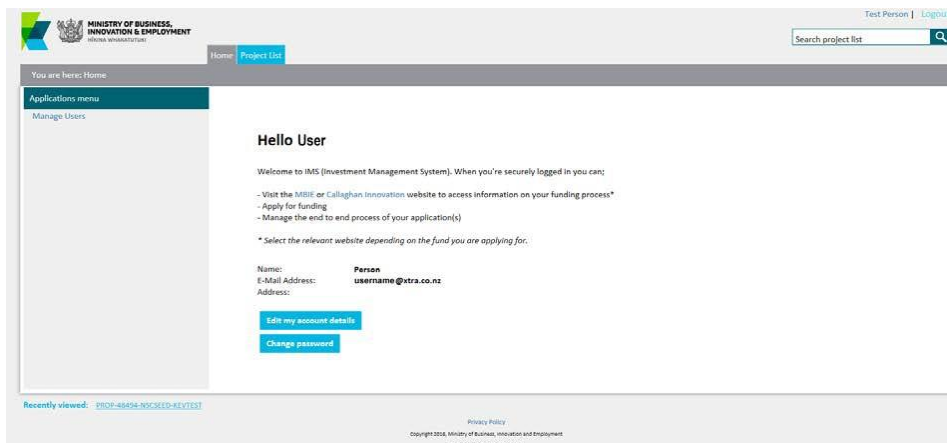 Test Person | Logout
MINISTRY OF BUSINESS,
INNOVATION & EMPLOYMENT
HĪKINA WHAKATUTUKI
Search project list
Home Project List
You are here: Home
Applications menu
Manage Users
Hello User
Welcome to IMS (Investment Management System). When you're securely logged in you can;
- Visit the MBIE or Callaghan Innovation website to access information on your funding process*
- Apply for funding
- Manage the end to end process of your application(s)
* Select the relevant website depending on the fund you are applying for.
Name: Person
E-Mail Address: username@xtra.co.nz
Address:
Edit my account details
Change password
Recently viewed: PROP-48494-NSCSEED-KEVTEST
Privacy Policy
Copyright 2016, Ministry of Business, Innovation and Employment